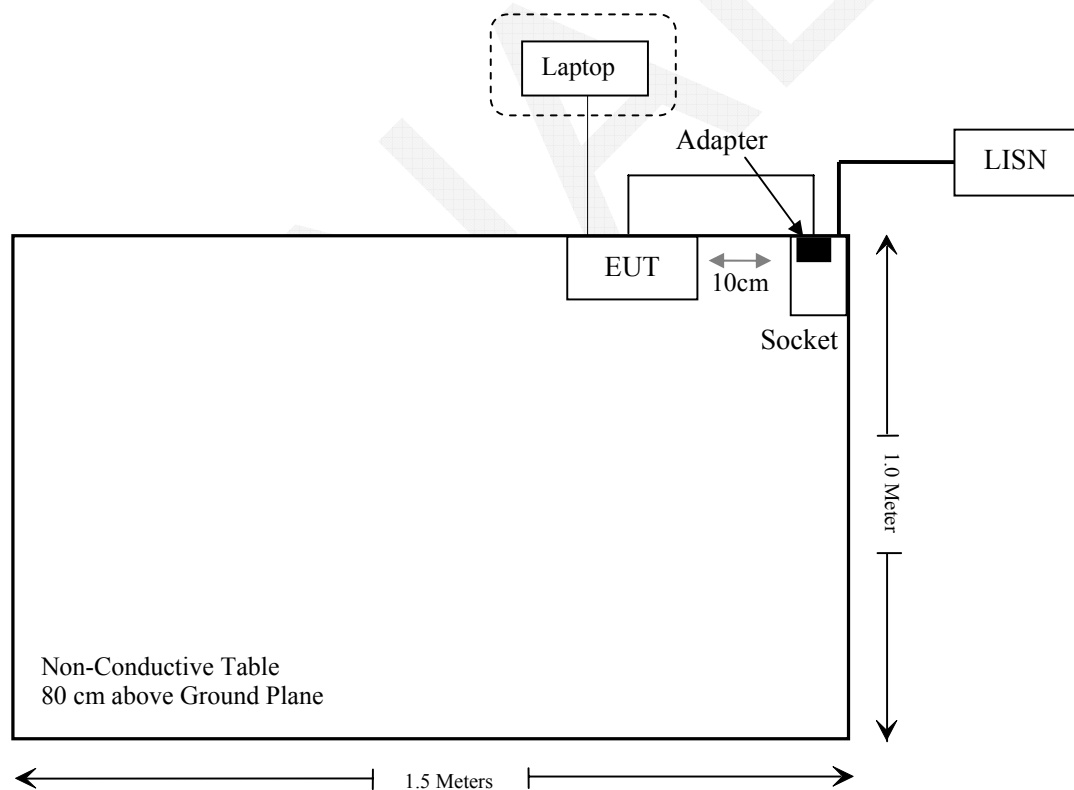 Laptop
Adapter
LISN
EUT
10cm
Socket
1.0 Meter
Non-Conductive Table
80 cm above Ground Plane
1.5 Meters